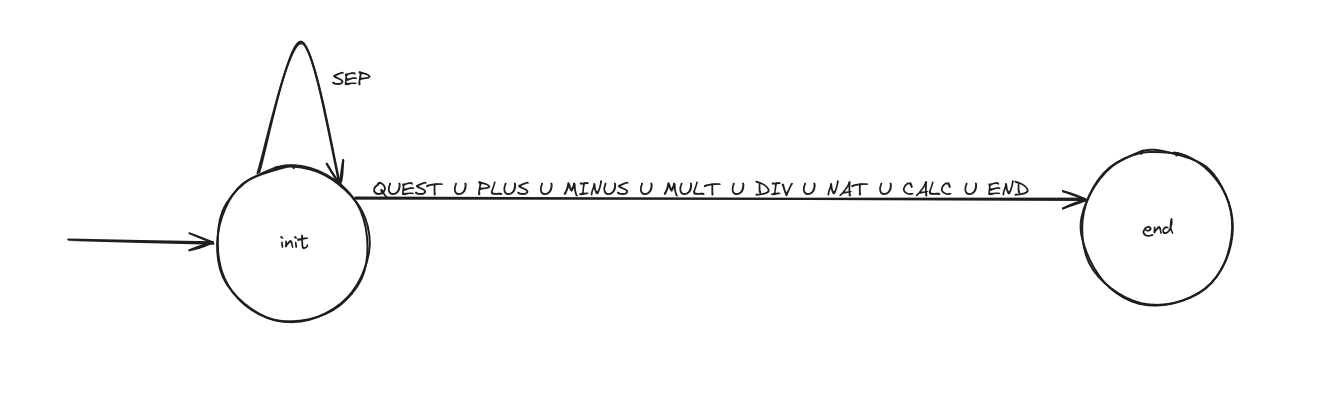 SEP
QUEST U PLUS U MINUS U MULT U DIV U NAT U CALC U END
init
end